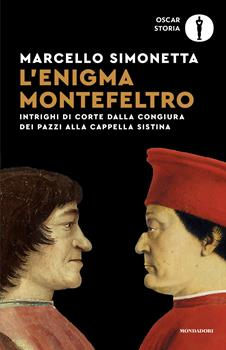 OSCAR
STORIA
MARCELLO SIMONETTA
L'ENIGMA
MONTEFELTRO
INTRIGHI DI CORTE DALLA CONGIURA
DEI PAZZI ALLA CAPPELLA SISTINA
MONDADORI